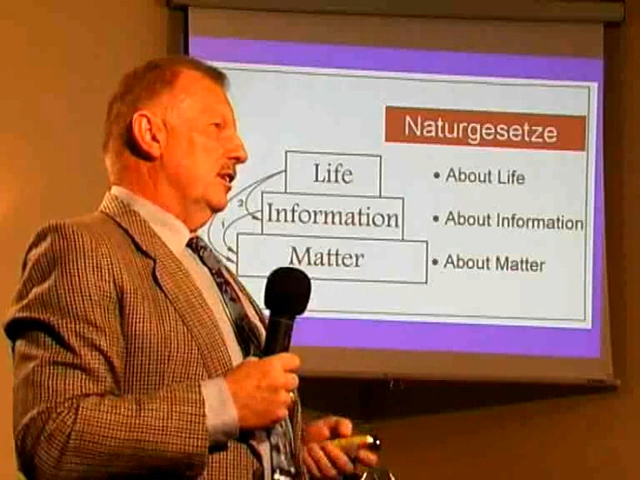 Naturgesetze
Life
Information
Matter
• About Life
• About Information
• About Matter